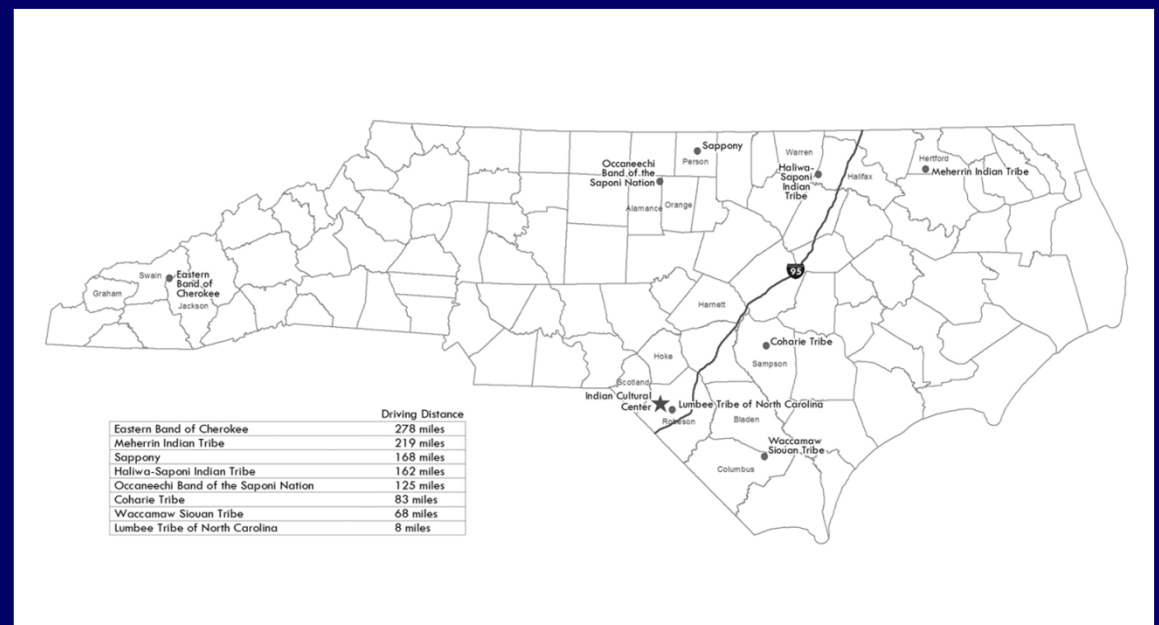 Sappony
Person
Occaneechi
Band of the
Saponi Nation
Warren
Haliwa-
Saponi
Indian
Tribe
Halifax
Hertford
Meherrin Indian Tribe
Alamance
Orange
Swain
Eastern
Band of
Cherokee
Graham
Jackson
95
Harnett
Coharie Tribe
Sampson
Hoke
Scotland
Indian Cultural
Center
Lumbee Tribe of North Carolina
Robeson
Bladen
Waccamaw
Siouan Tribe
Columbus
Driving Distance
Eastern Band of Cherokee 278 miles
Meherrin Indian Tribe 219 miles
Sappony 168 miles
Haliwa-Saponi Indian Tribe 162 miles
Occaneechi Band of the Saponi Nation 125 miles
Coharie Tribe 83 miles
Waccamaw Siouan Tribe 68 miles
Lumbee Tribe of North Carolina 8 miles